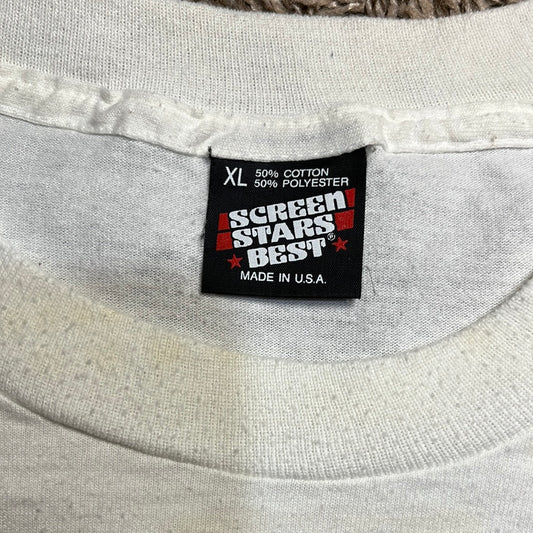 XL 50% COTTON
50% POLYESTER
SCREEN
STARS
BEST®
MADE IN U.S.A.